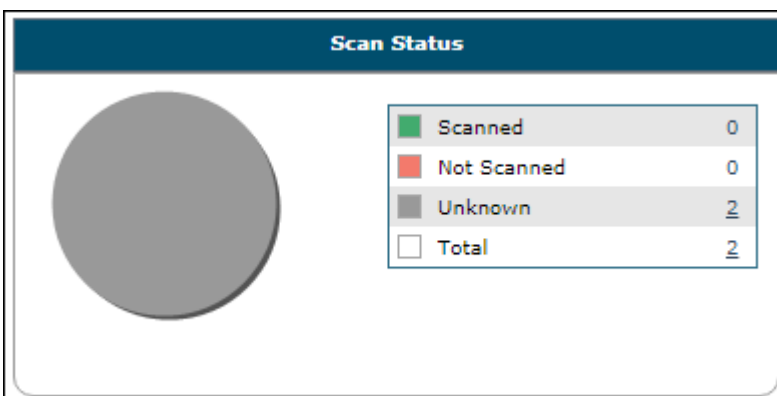 Scan Status
Scanned 0
Not Scanned 0
Unknown 2
Total 2